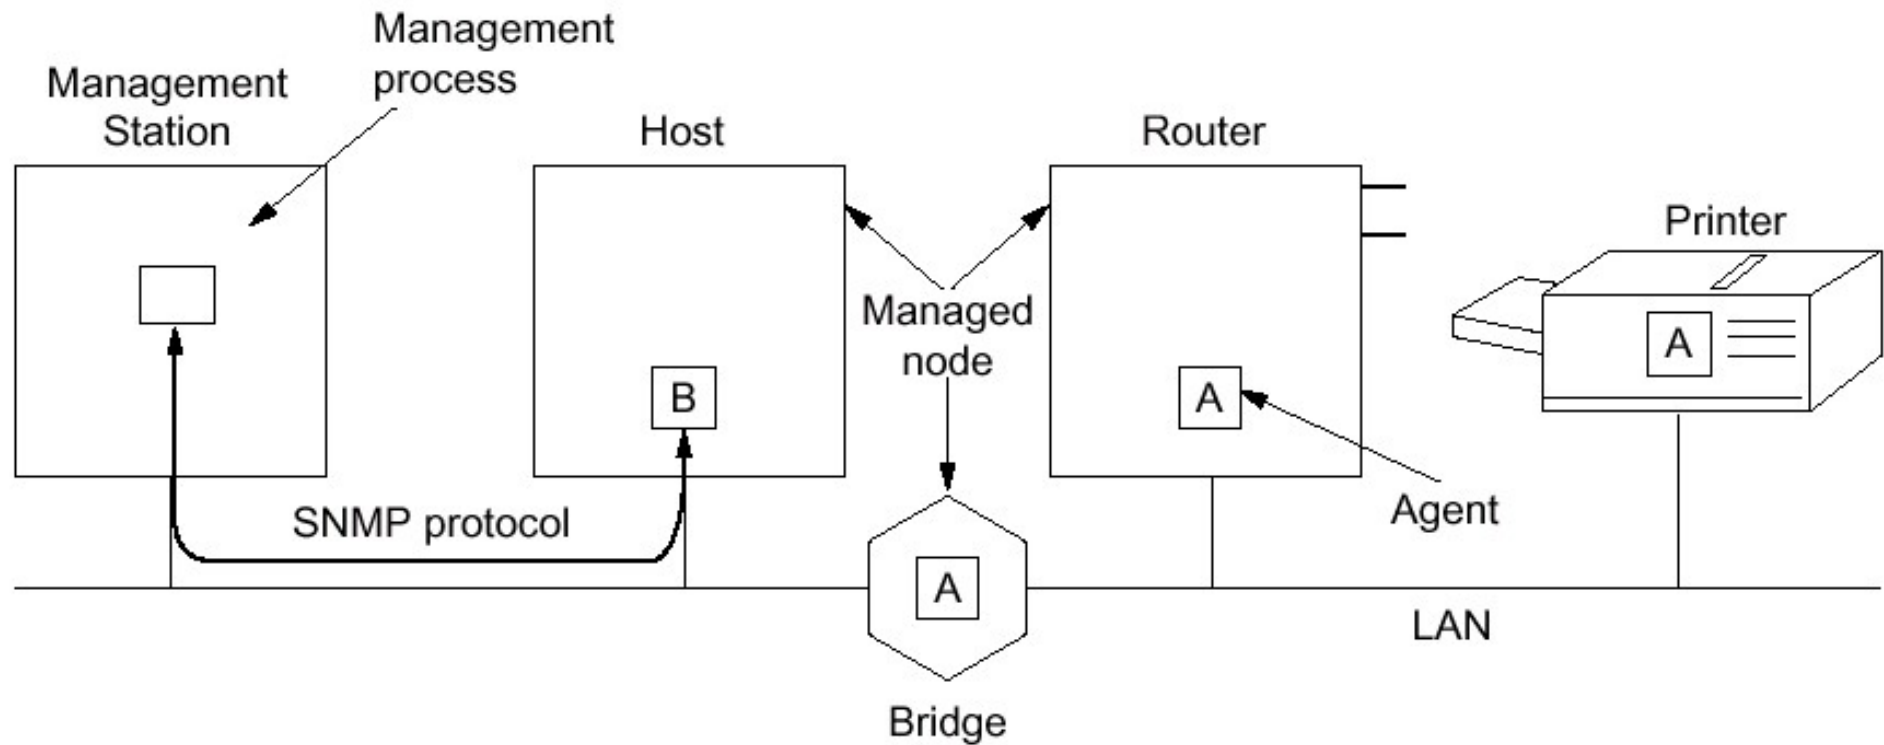 Management
process
Management
Station
Host
Router
Printer
Managed
node
A
B
A
Agent
SNMP protocol
A
LAN
Bridge